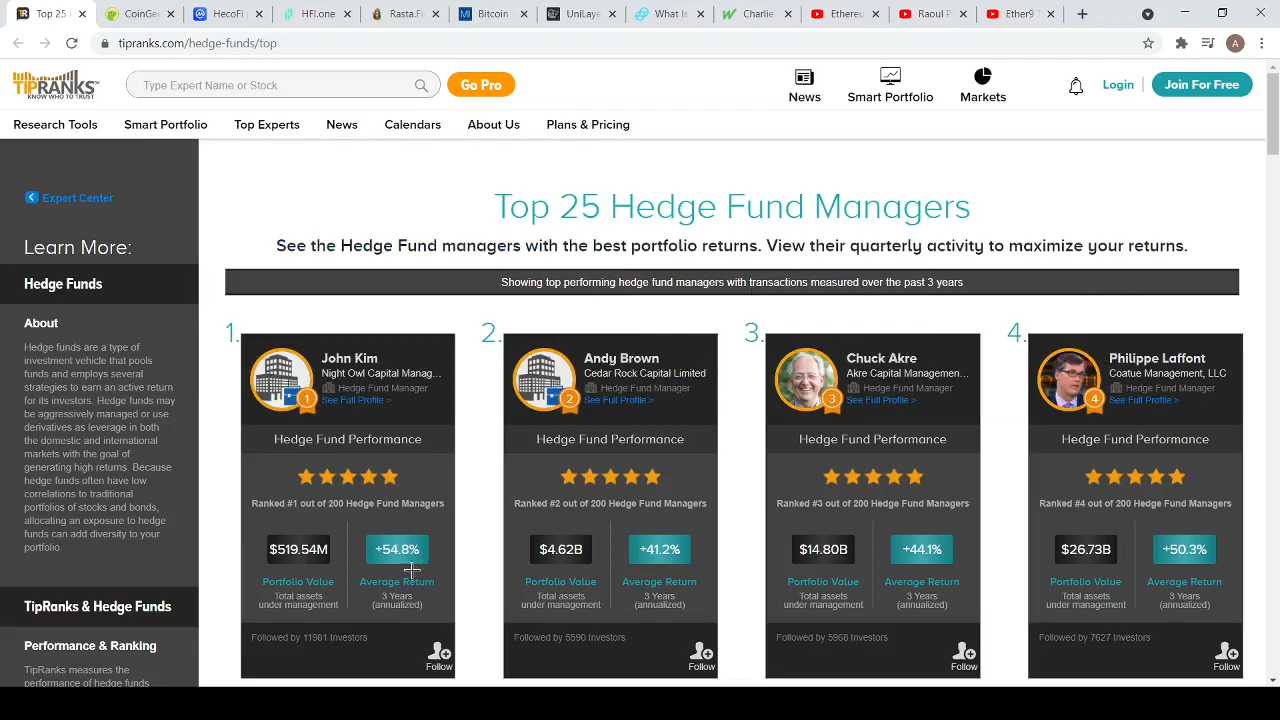 Top 25
CoinGe
HecoFi
HFI.one
Rasta.Fi
Bitcoin
UniLaye
What Is
Charlie
Ethereu
Raoul P
Ether9 1
tipranks.com/hedge-funds/top
A
TIPRANKS
KNOW WHO TO TRUST
Type Expert Name or Stock
Go Pro
News
Smart Portfolio
Markets
Login
Join For Free
Research Tools
Smart Portfolio
Top Experts
News
Calendars
About Us
Plans & Pricing
Expert Center
Learn More:
Hedge Funds
About
Hedge funds are a type of
investment vehicle that pools
funds and employs several
strategies to earn an active return
for its investors. Hedge funds may
be aggressively managed or use
derivatives as leverage in both
the domestic and international
markets with the goal of
generating high returns. Because
hedge funds often have low
correlations to traditional
portfolios of stocks and bonds,
allocating an exposure to hedge
funds can add diversity to your
portfolio.
TipRanks & Hedge Funds
Performance & Ranking
TipRanks measures the
performance of hedge funds
Top 25 Hedge Fund Managers
See the Hedge Fund managers with the best portfolio returns. View their quarterly activity to maximize your returns.
Showing top performing hedge fund managers with transactions measured over the past 3 years
1.
John Kim
Night Owl Capital Manag...
Hedge Fund Manager
See Full Profile >
1
Hedge Fund Performance
Ranked #1 out of 200 Hedge Fund Managers
$519.54M
+54.8%
Portfolio Value
Average Return
Total assets
under management
3 Years
(annualized)
Followed by 11981 Investors
Follow
2.
Andy Brown
Cedar Rock Capital Limited
Hedge Fund Manager
See Full Profile >
2
Hedge Fund Performance
Ranked #2 out of 200 Hedge Fund Managers
$4.62B
+41.2%
Portfolio Value
Average Return
Total assets
under management
3 Years
(annualized)
Followed by 5590 Investors
Follow
3.
Chuck Akre
Akre Capital Managemen...
Hedge Fund Manager
See Full Profile >
3
Hedge Fund Performance
Ranked #3 out of 200 Hedge Fund Managers
$14.80B
+44.1%
Portfolio Value
Average Return
Total assets
under management
3 Years
(annualized)
Followed by 5968 Investors
Follow
4.
Philippe Laffont
Coatue Management, LLC
Hedge Fund Manager
See Full Profile >
4
Hedge Fund Performance
Ranked #4 out of 200 Hedge Fund Managers
$26.73B
+50.3%
Portfolio Value
Average Return
Total assets
under management
3 Years
(annualized)
Followed by 7627 Investors
Follow